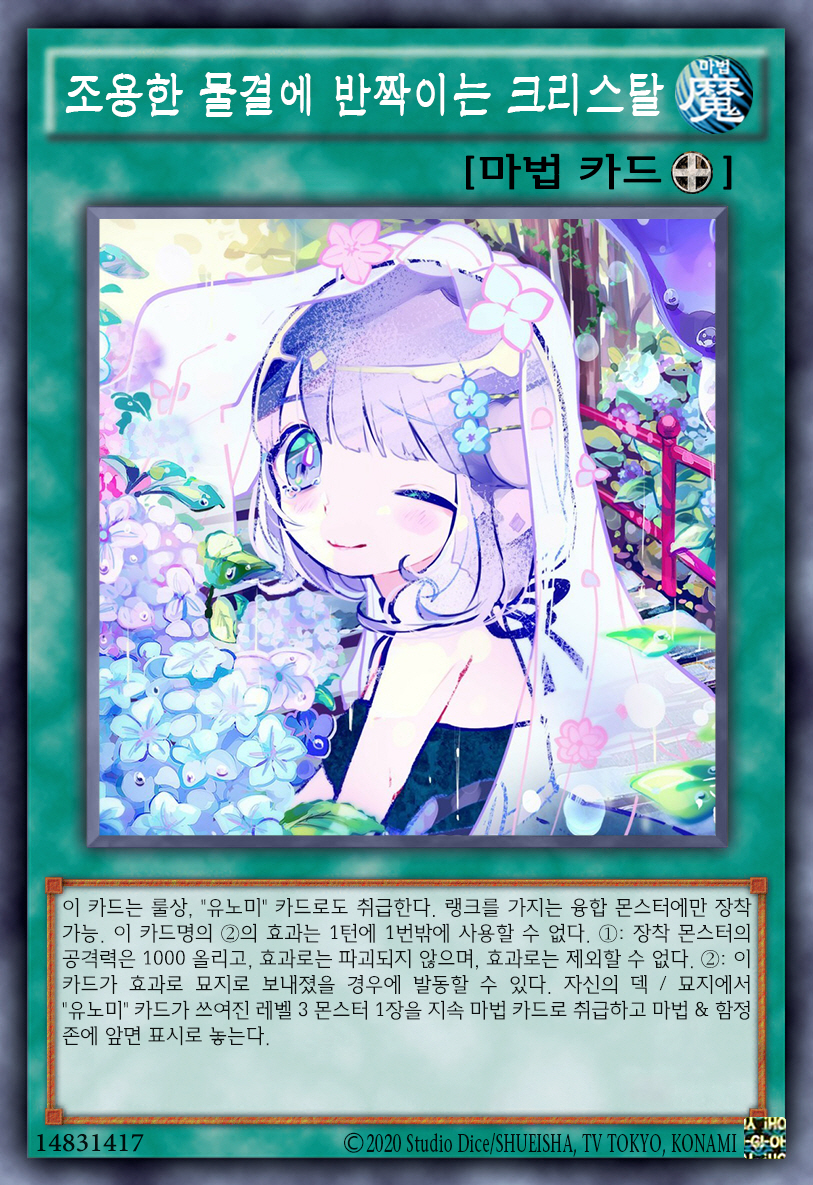 조용한 물결에 반짝이는 크리스탈
마법
魔
[마법 카드 ]
이 카드는 룰상, "유노미" 카드로도 취급한다. 랭크를 가지는 융합 몬스터에만 장착
가능. 이 카드명의 ②의 효과는 1턴에 1번밖에 사용할 수 없다. ①: 장착 몬스터의
공격력은 1000 올리고, 효과로는 파괴되지 않으며, 효과로는 제외할 수 없다. ②: 이
카드가 효과로 묘지로 보내졌을 경우에 발동할 수 있다. 자신의 덱 / 묘지에서
"유노미" 카드가 쓰여진 레벨 3 몬스터 1장을 지속 마법 카드로 취급하고 마법 & 함정
존에 앞면 표시로 놓는다.
14831417
©2020 Studio Dice/SHUEISHA, TV TOKYO, KONAMI